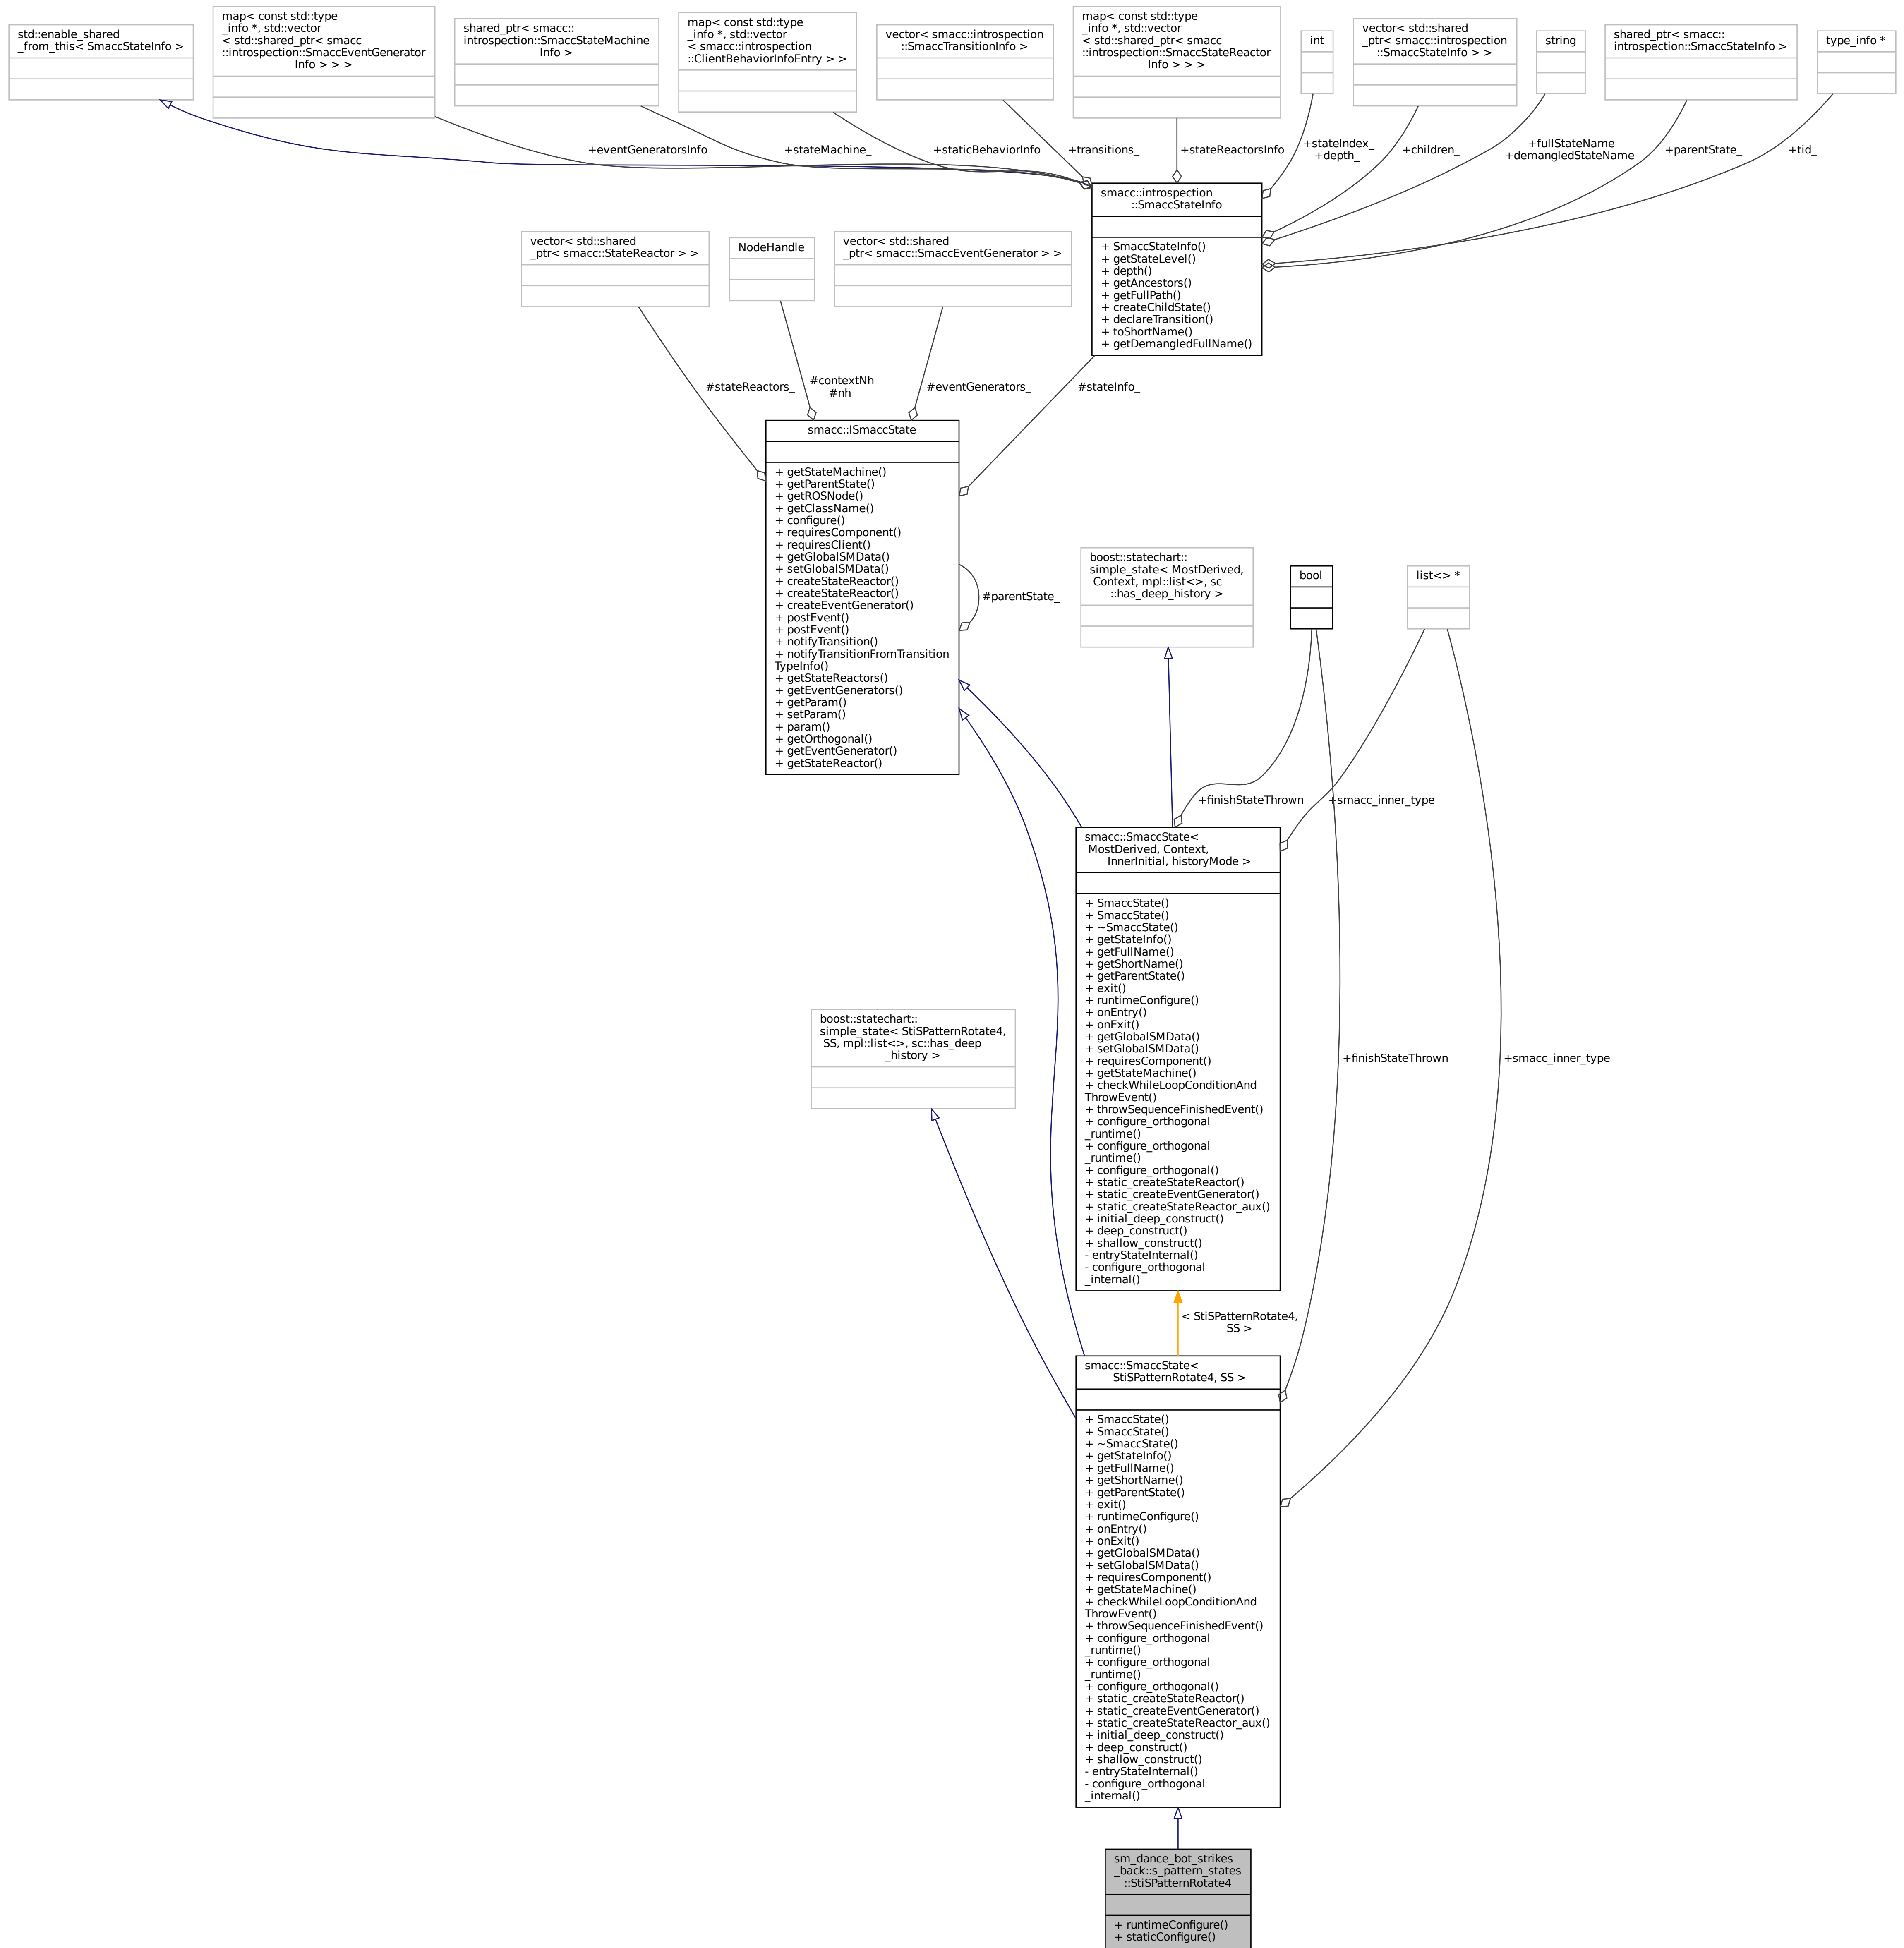 std::enable_shared
_from_this< SmaccStateInfo >
map< const std::type
_info *, std::vector
< std::shared_ptr< smacc
::introspection::SmaccEventGenerator
Info > > >
shared_ptr< smacc::
introspection::SmaccStateMachine
Info >
map< const std::type
_info *, std::vector
< smacc::introspection
::ClientBehaviorInfoEntry > >
vector< smacc::introspection
::SmaccTransitionInfo >
map< const std::type
_info *, std::vector
< std::shared_ptr< smacc
::introspection::SmaccStateReactor
Info > > >
int
vector< std::shared
_ptr< smacc::introspection
::SmaccStateInfo > >
string
shared_ptr< smacc::
introspection::SmaccStateInfo >
type_info *
+eventGeneratorsInfo
+stateMachine_
+staticBehaviorInfo
+transitions_
+stateReactorsInfo
+stateIndex_
+depth_
+children_
+fullStateName
+demangledStateName
+parentState_
+tid_
smacc::introspection
::SmaccStateInfo
+ SmaccStateInfo()
+ getStateLevel()
+ depth()
+ getAncestors()
+ getFullPath()
+ createChildState()
+ declareTransition()
+ toShortName()
+ getDemangledFullName()
vector< std::shared
_ptr< smacc::StateReactor > >
NodeHandle
vector< std::shared
_ptr< smacc::SmaccEventGenerator > >
#stateReactors_
#contextNh
#nh
#eventGenerators_
#stateInfo_
smacc::ISmaccState
+ getStateMachine()
+ getParentState()
+ getROSNode()
+ getClassName()
+ configure()
+ requiresComponent()
+ requiresClient()
+ getGlobalSMData()
+ setGlobalSMData()
+ createStateReactor()
+ createStateReactor()
+ createEventGenerator()
+ postEvent()
+ postEvent()
+ notifyTransition()
+ notifyTransitionFromTransition
TypeInfo()
+ getStateReactors()
+ getEventGenerators()
+ getParam()
+ setParam()
+ param()
+ getOrthogonal()
+ getEventGenerator()
+ getStateReactor()
#parentState_
boost::statechart::
simple_state< MostDerived,
Context, mpl::list<>, sc
::has_deep_history >
bool
list<> *
+finishStateThrown
+smacc_inner_type
smacc::SmaccState<
MostDerived, Context,
InnerInitial, historyMode >
+ SmaccState()
+ SmaccState()
+ ~SmaccState()
+ getStateInfo()
+ getFullName()
+ getShortName()
+ getParentState()
+ exit()
+ runtimeConfigure()
+ onEntry()
+ onExit()
+ getGlobalSMData()
+ setGlobalSMData()
+ requiresComponent()
+ getStateMachine()
+ checkWhileLoopConditionAnd
ThrowEvent()
+ throwSequenceFinishedEvent()
+ configure_orthogonal
_runtime()
+ configure_orthogonal
_runtime()
+ configure_orthogonal()
+ static_createStateReactor()
+ static_createEventGenerator()
+ static_createStateReactor_aux()
+ initial_deep_construct()
+ deep_construct()
+ shallow_construct()
- entryStateInternal()
- configure_orthogonal
_internal()
boost::statechart::
simple_state< StiSPatternRotate4,
SS, mpl::list<>, sc::has_deep
_history >
+finishStateThrown
+smacc_inner_type
< StiSPatternRotate4,
SS >
smacc::SmaccState<
StiSPatternRotate4, SS >
+ SmaccState()
+ SmaccState()
+ ~SmaccState()
+ getStateInfo()
+ getFullName()
+ getShortName()
+ getParentState()
+ exit()
+ runtimeConfigure()
+ onEntry()
+ onExit()
+ getGlobalSMData()
+ setGlobalSMData()
+ requiresComponent()
+ getStateMachine()
+ checkWhileLoopConditionAnd
ThrowEvent()
+ throwSequenceFinishedEvent()
+ configure_orthogonal
_runtime()
+ configure_orthogonal
_runtime()
+ configure_orthogonal()
+ static_createStateReactor()
+ static_createEventGenerator()
+ static_createStateReactor_aux()
+ initial_deep_construct()
+ deep_construct()
+ shallow_construct()
- entryStateInternal()
- configure_orthogonal
_internal()
sm_dance_bot_strikes
_back::s_pattern_states
::StiSPatternRotate4
+ runtimeConfigure()
+ staticConfigure()